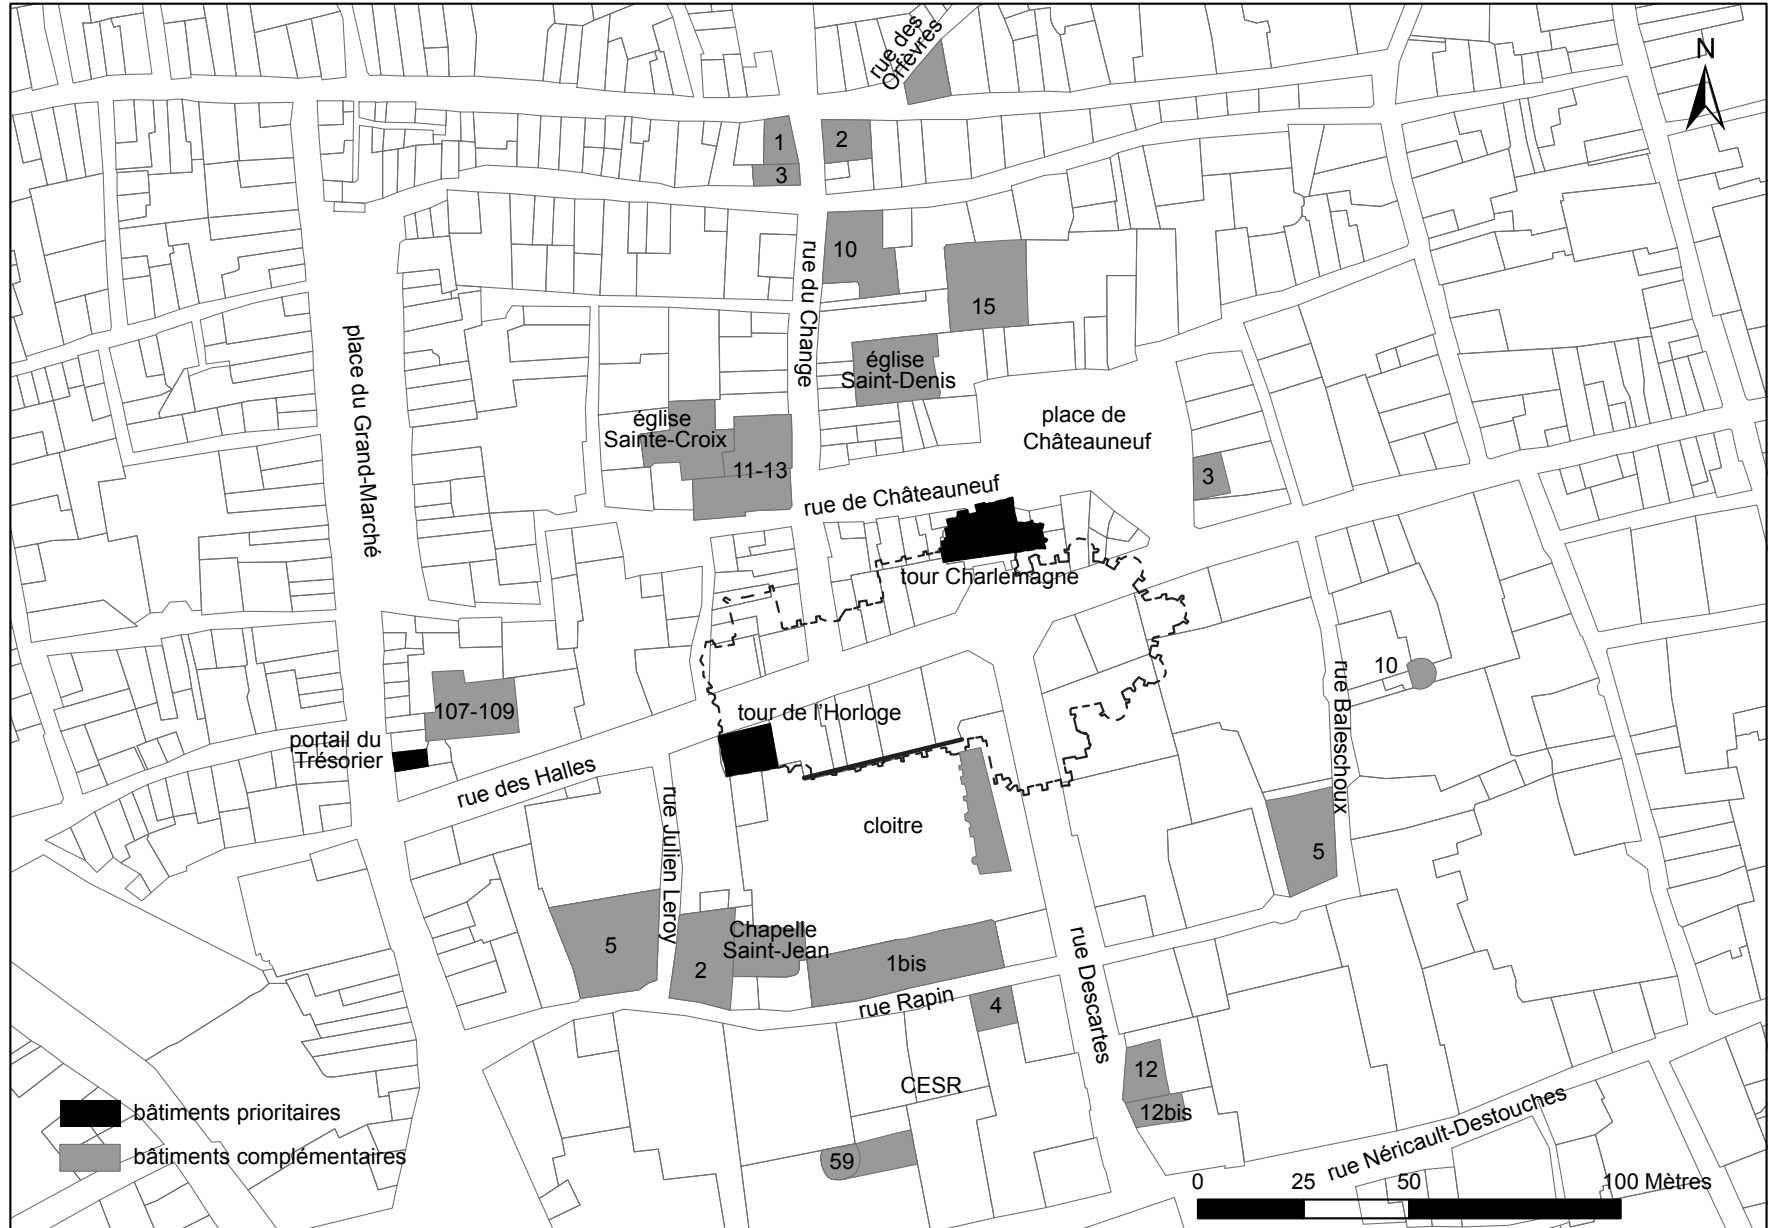 rue des
Orfèvres
N
1
2
3
10
rue du Change
15
place du Grand-Marché
église
Saint-Denis
église
Sainte-Croix
place de
Châteauneuf
11-13
3
rue de Châteauneuf
tour Charlemagne
10
rue Baleschoux
107-109
tour de l'Horloge
portail du
Trésorier
rue des Halles
rue Julien Leroy
cloitre
5
Chapelle
Saint-Jean
5
2
1bis
rue Rapin
4
rue Descartes
12
12bis
CESR
59
rue Néricault-Destouches
bâtiments prioritaires
bâtiments complémentaires
0 25 50 100 Mètres